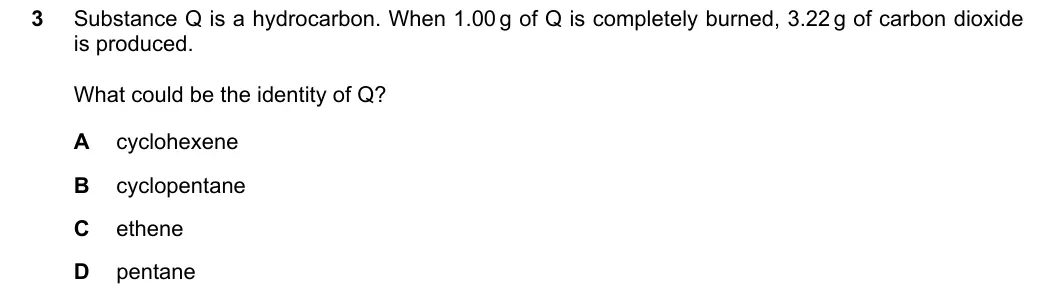 3 Substance Q is a hydrocarbon. When 1.00 g of Q is completely burned, 3.22 g of carbon dioxide
is produced.
What could be the identity of Q?
A cyclohexene
B cyclopentane
C ethene
D pentane